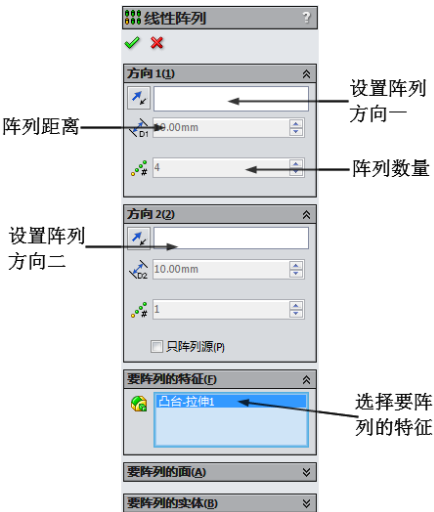 线性阵列
?
方向 1(1)
设置阵列
方向一
阵列距离
D1
.00mm
# 4
阵列数量
方向 2(2)
设置阵列
方向二
D2 10.00mm
# 1
只阵列源(P)
要阵列的特征(F)
凸台-拉伸1
选择要阵
列的特征
要阵列的面(A)
要阵列的实体(B)